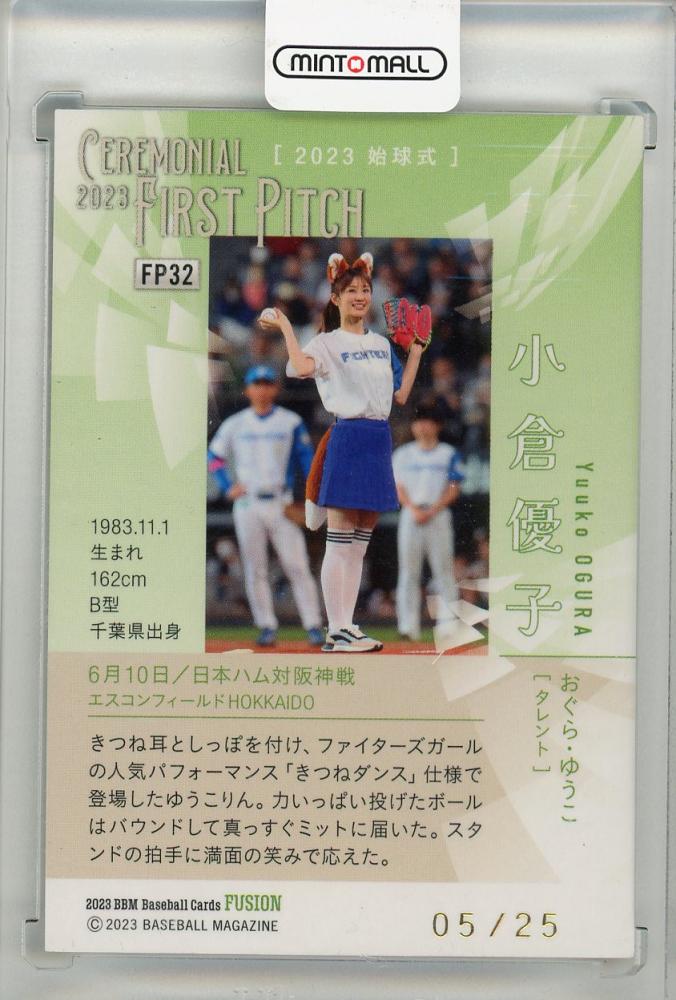 MINTMALL
CEREMONIAL
2023 FIRST PITCH
[ 2023 始球式 ]
FP32
FIGHTERS
小倉優子
Yuuko OGURA
おぐら・ゆうこ
[タレント]
1983.11.1
生まれ
162cm
B型
千葉県出身
6月10日／日本ハム対阪神戦
エスコンフィールドHOKKAIDO
きつね耳としっぽを付け、ファイターズガール
の人気パフォーマンス「きつねダンス」仕様で
登場したゆうこりん。力いっぱい投げたボール
はバウンドして真っすぐミットに届いた。スタ
ンドの拍手に満面の笑みで応えた。
2023 BBM Baseball Cards FUSION
© 2023 BASEBALL MAGAZINE
05/25